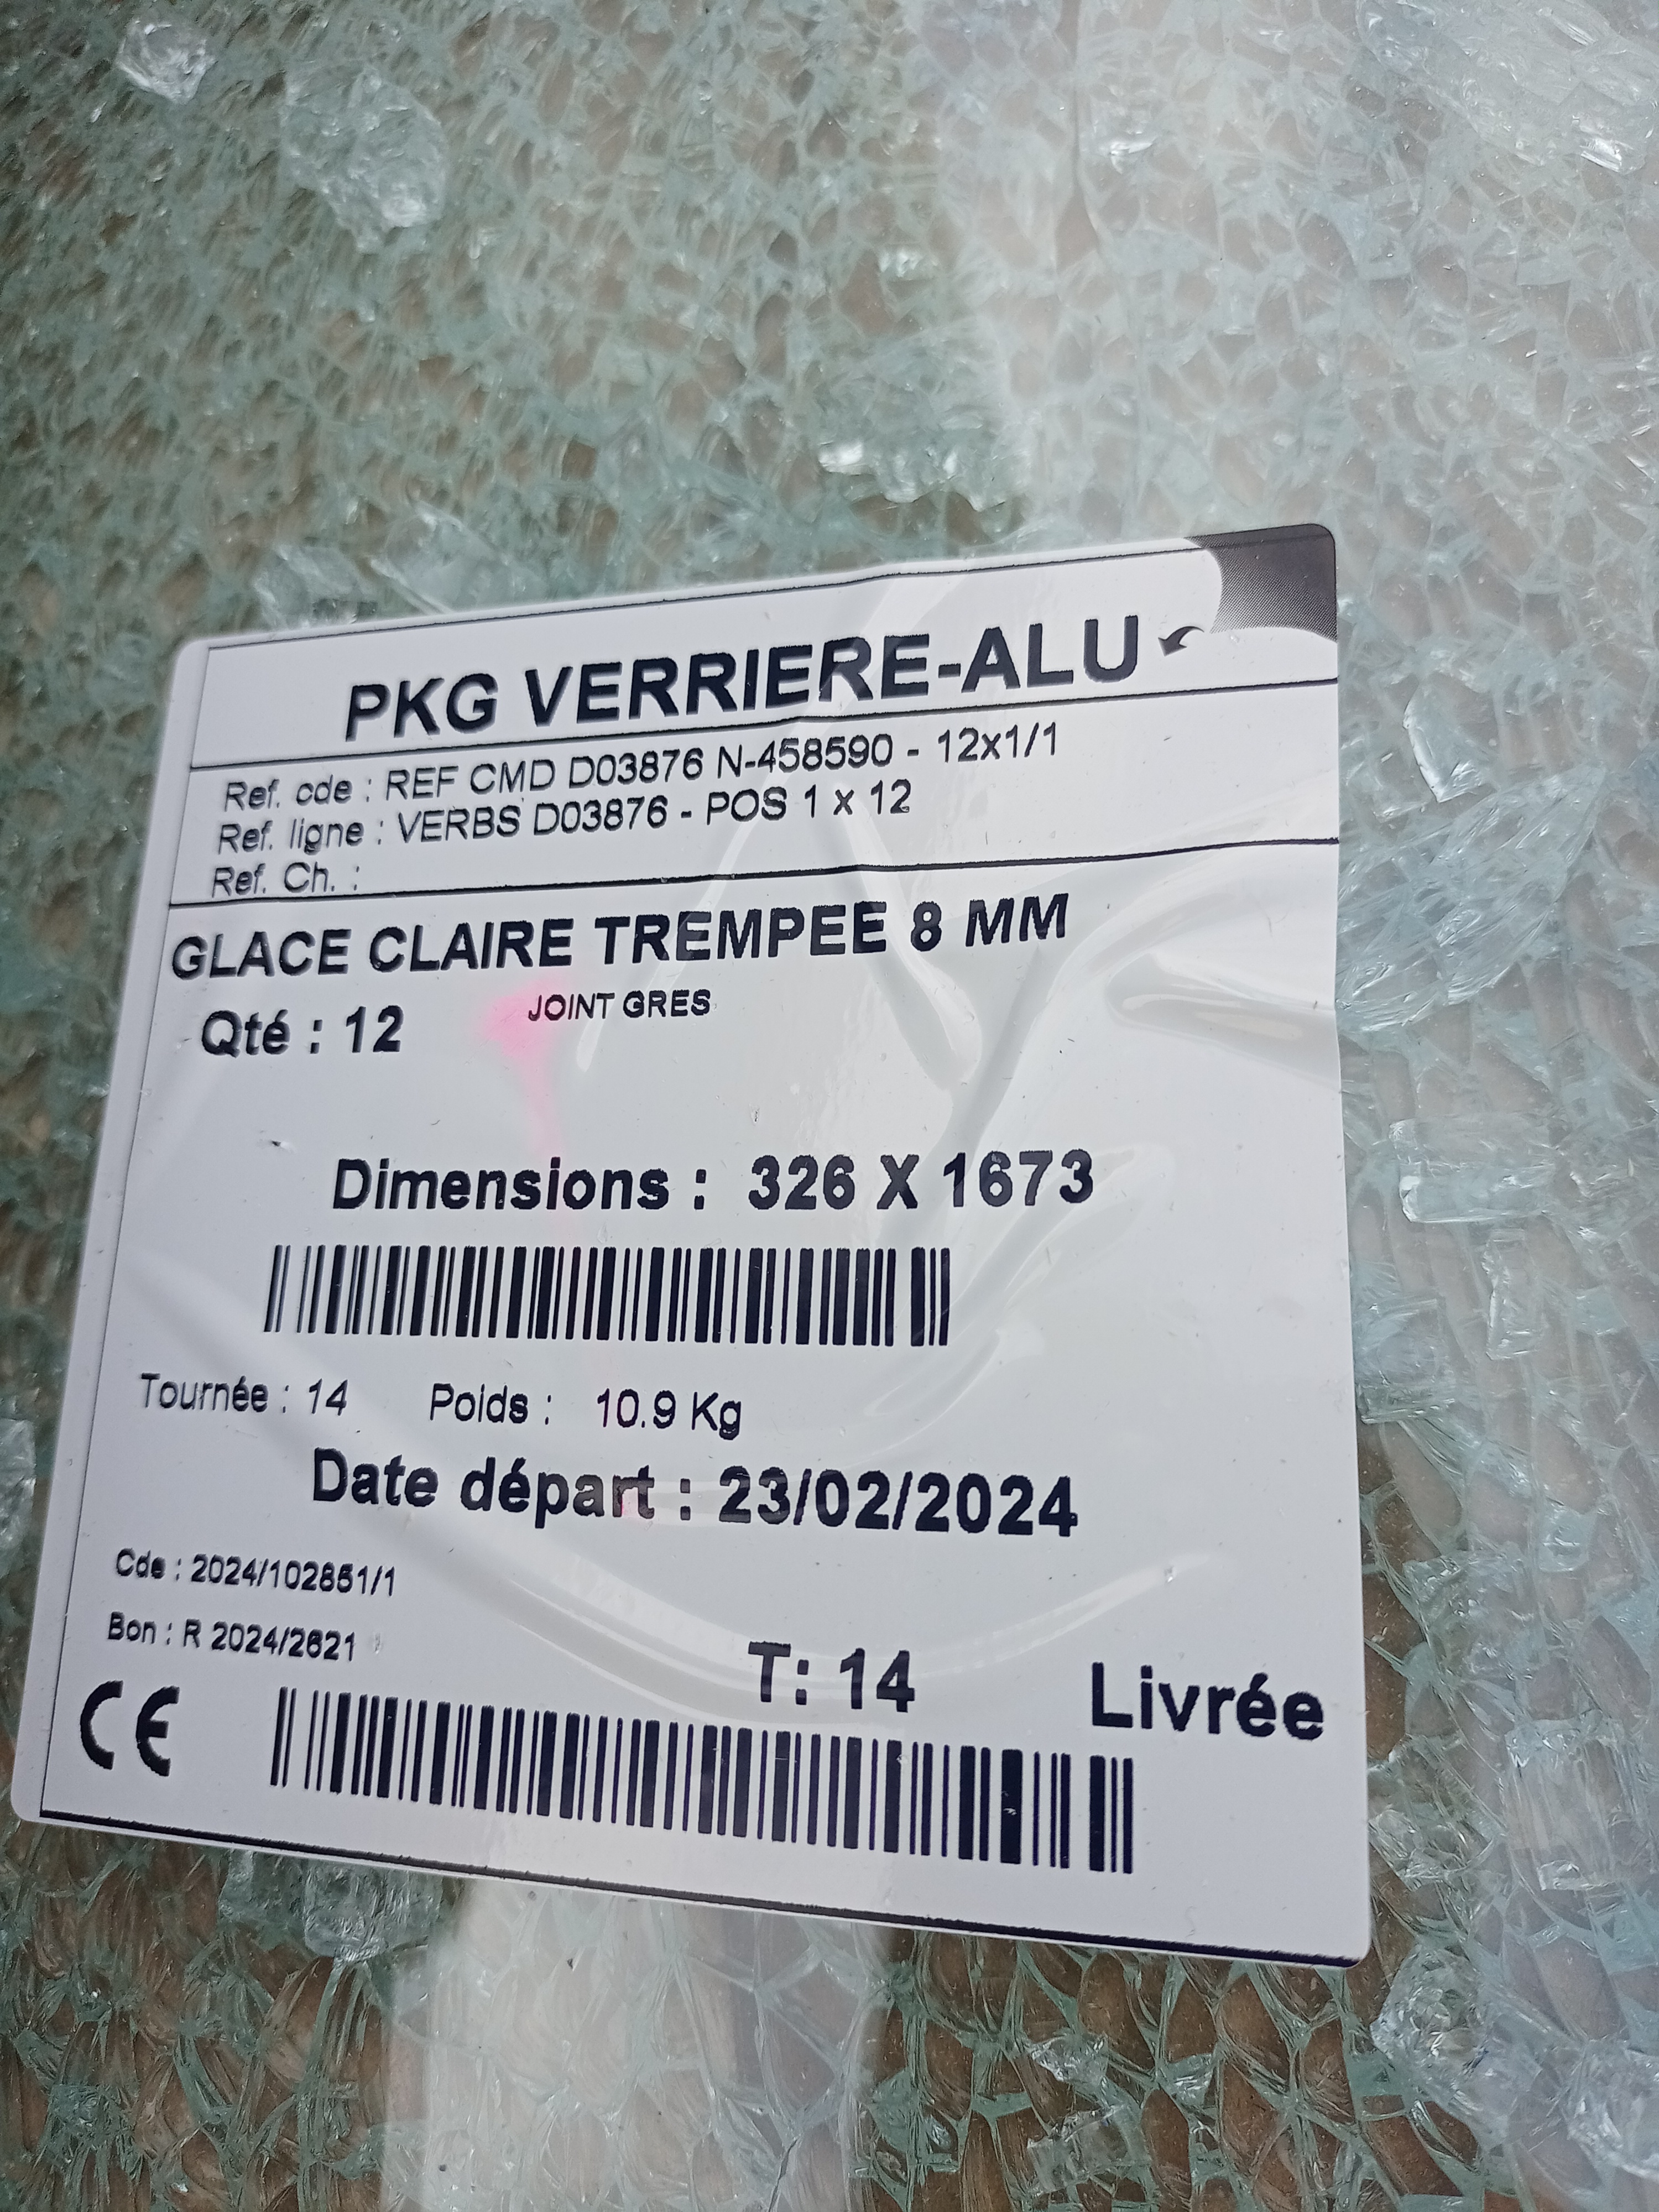 PKG VERRIERE-ALU
Ref. cde : REF CMD D03876 N-458590 - 12x1/1
Ref. ligne : VERBS D03876 - POS 1 x 12
Ref. Ch. :
GLACE CLAIRE TREMPEE 8 MM
Qté : 12 JOINT GRES
Dimensions : 326 X 1673
Tournée : 14 Poids : 10.9 Kg
Date départ : 23/02/2024
Cde : 2024/102851/1
Bon : R 2024/2621
T: 14 Livrée
CE